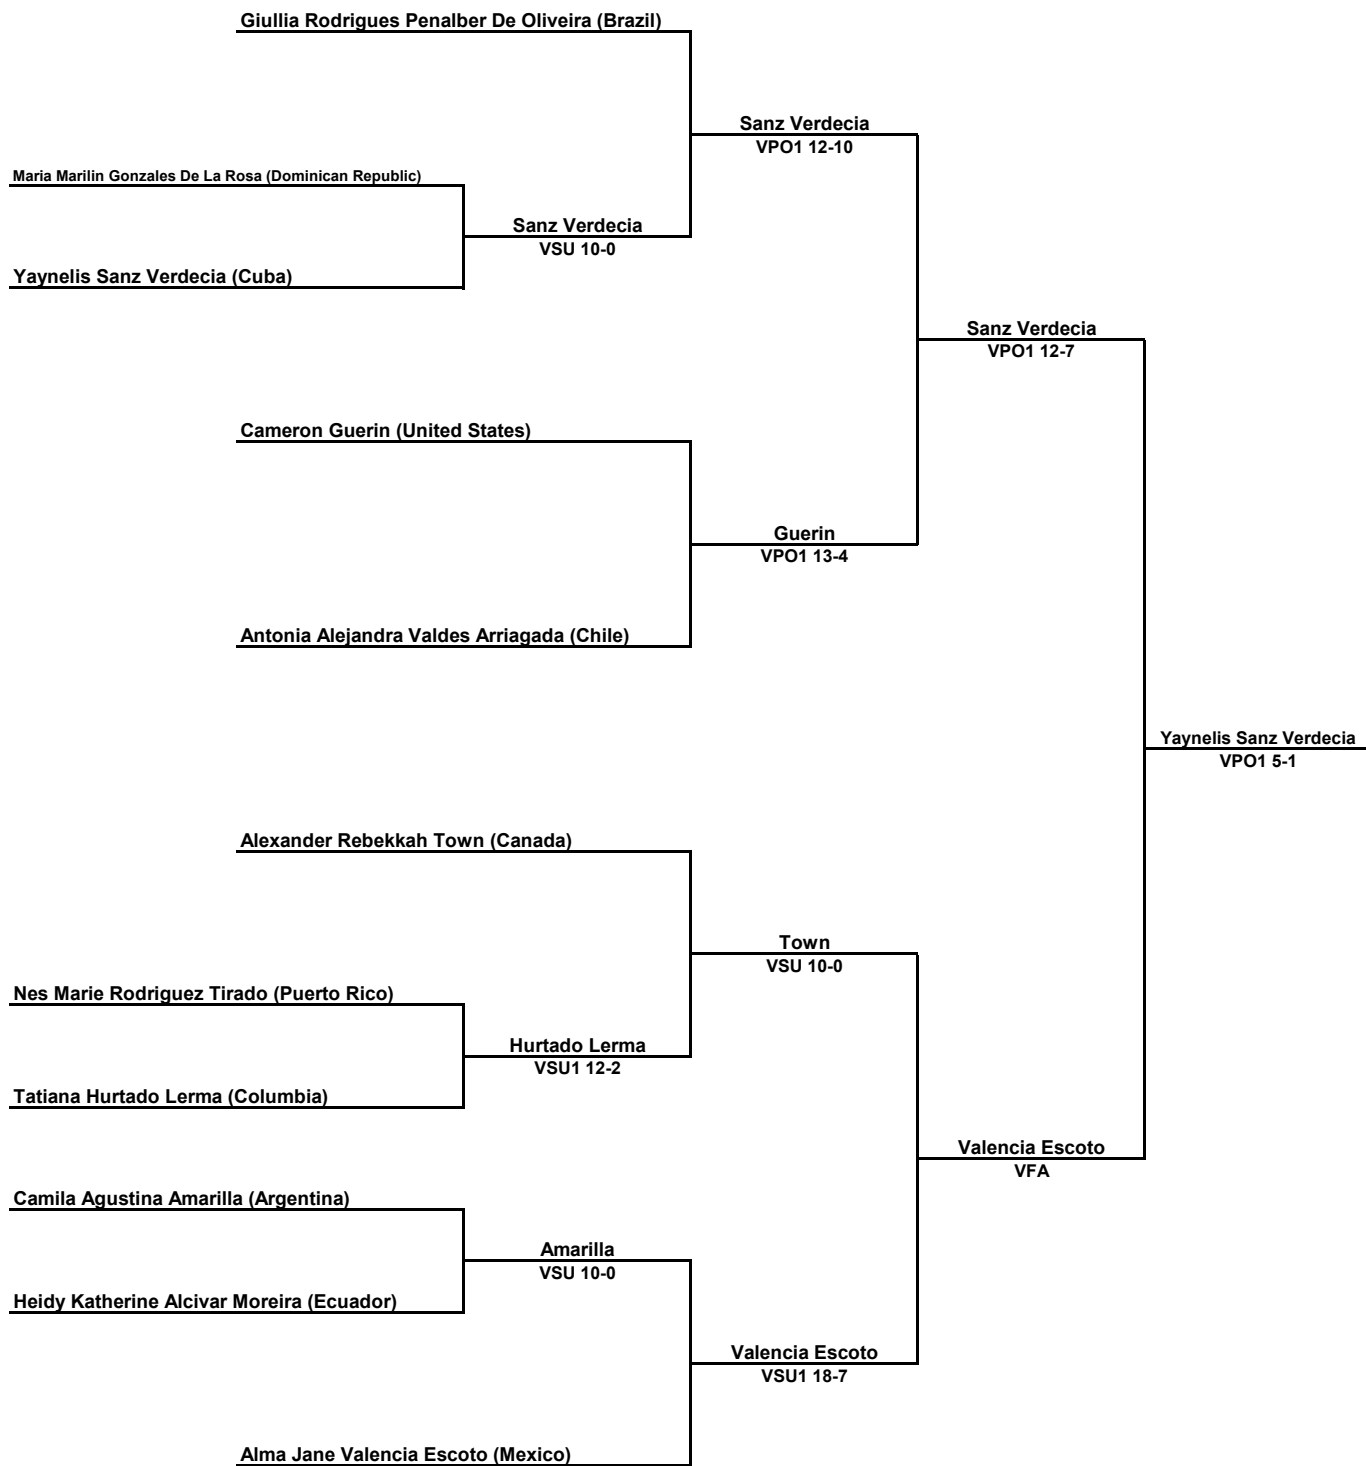 Giullia Rodrigues Penalber De Oliveira (Brazil)
Sanz Verdecia
VPO1 12-10
Maria Marilin Gonzales De La Rosa (Dominican Republic)
Sanz Verdecia
VSU 10-0
Yaynelis Sanz Verdecia (Cuba)
Sanz Verdecia
VPO1 12-7
Cameron Guerin (United States)
Guerin
VPO1 13-4
Antonia Alejandra Valdes Arriagada (Chile)
Yaynelis Sanz Verdecia
VPO1 5-1
Alexander Rebekkah Town (Canada)
Town
VSU 10-0
Nes Marie Rodriguez Tirado (Puerto Rico)
Hurtado Lerma
VSU1 12-2
Tatiana Hurtado Lerma (Columbia)
Valencia Escoto
VFA
Camila Agustina Amarilla (Argentina)
Amarilla
VSU 10-0
Heidy Katherine Alcivar Moreira (Ecuador)
Valencia Escoto
VSU1 18-7
Alma Jane Valencia Escoto (Mexico)